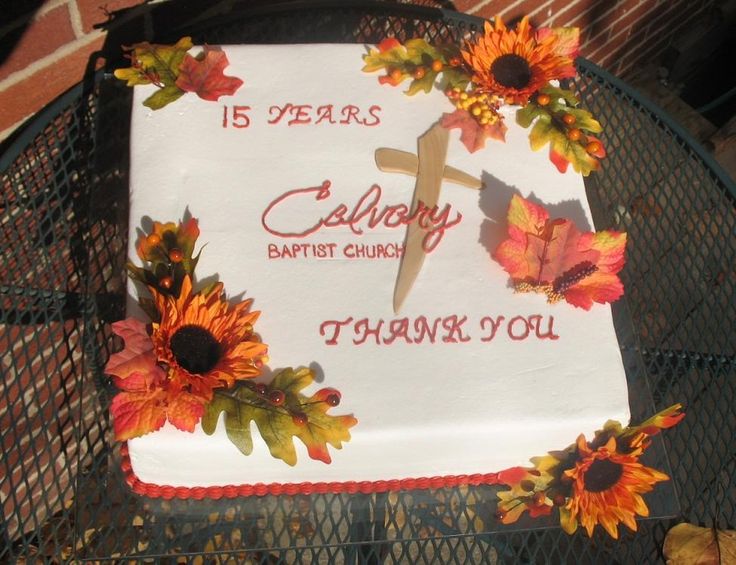 15 YEARS
Calvary
BAPTIST CHURCH
THANK YOU